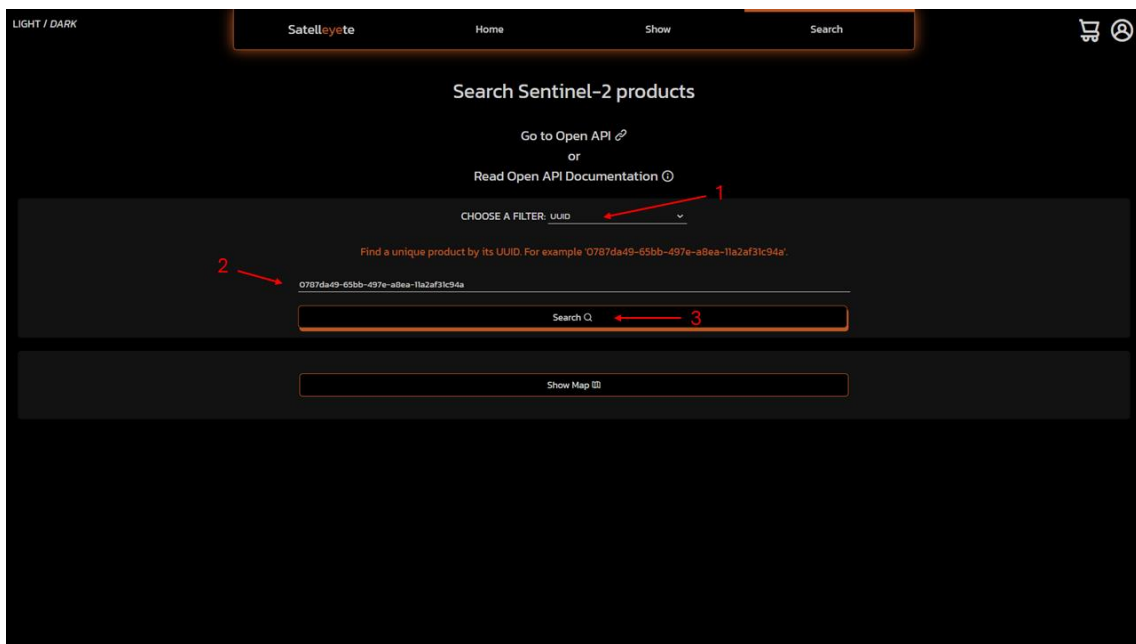 LIGHT / DARK
Satelleyete Home Show Search
Search Sentinel-2 products
Go to Open API
or
Read Open API Documentation
1
CHOOSE A FILTER: UUID
Find a unique product by its UUID. For example '0787da49-65bb-497e-a8ea-11a2af31c94a'.
2
0787da49-65bb-497e-a8ea-11a2af31c94a
Search
3
Show Map